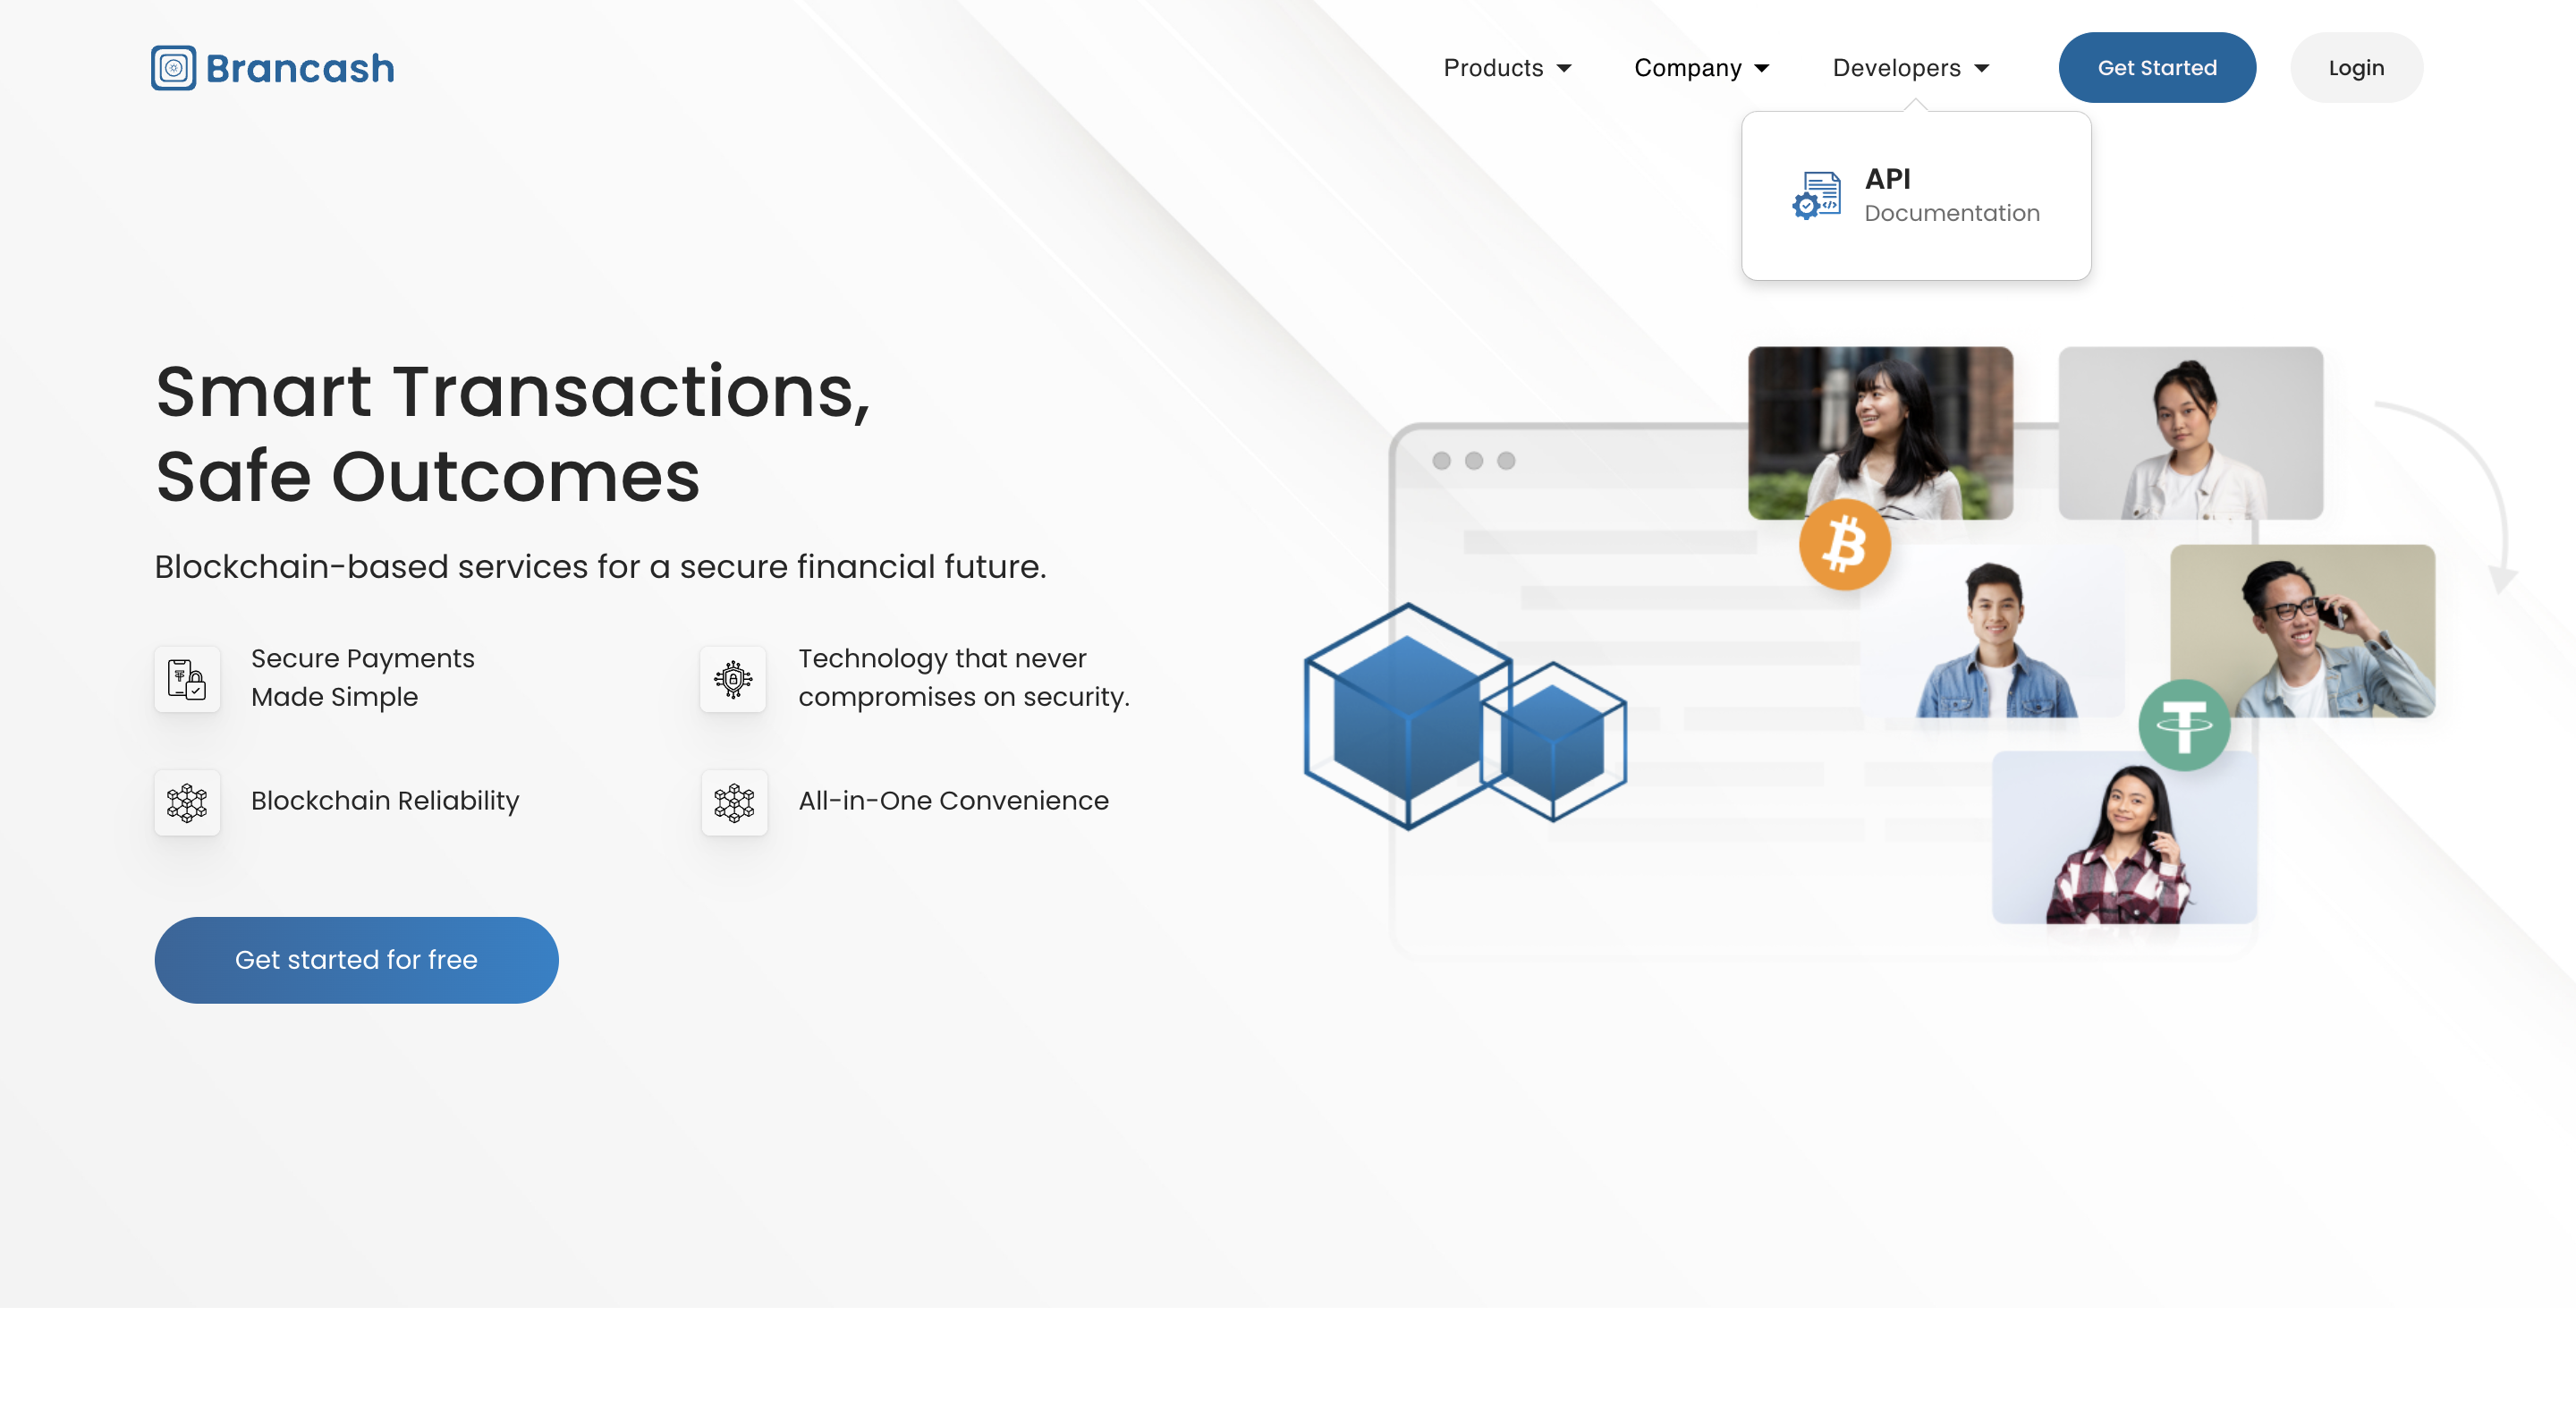 Brancash
Products
Company
Developers
Get Started
Login
API
Documentation
Smart Transactions,
Safe Outcomes
Blockchain-based services for a secure financial future.
Secure Payments
Made Simple
Technology that never
compromises on security.
Blockchain Reliability
All-in-One Convenience
Get started for free